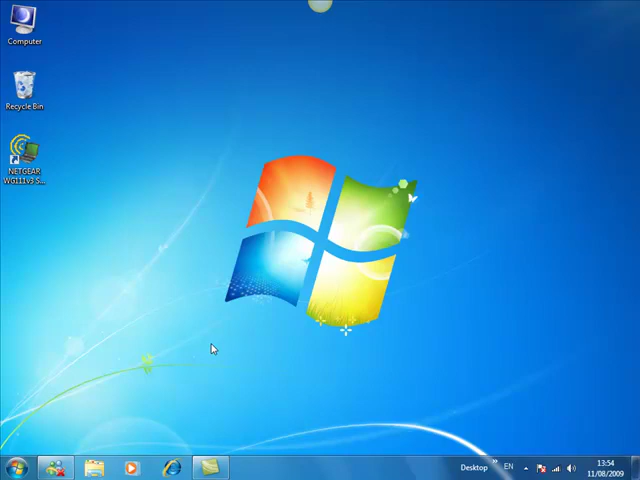 Computer
Recycle Bin
NETGEAR
WG111v3 S...
Desktop
»
EN
13:54
11/08/2009